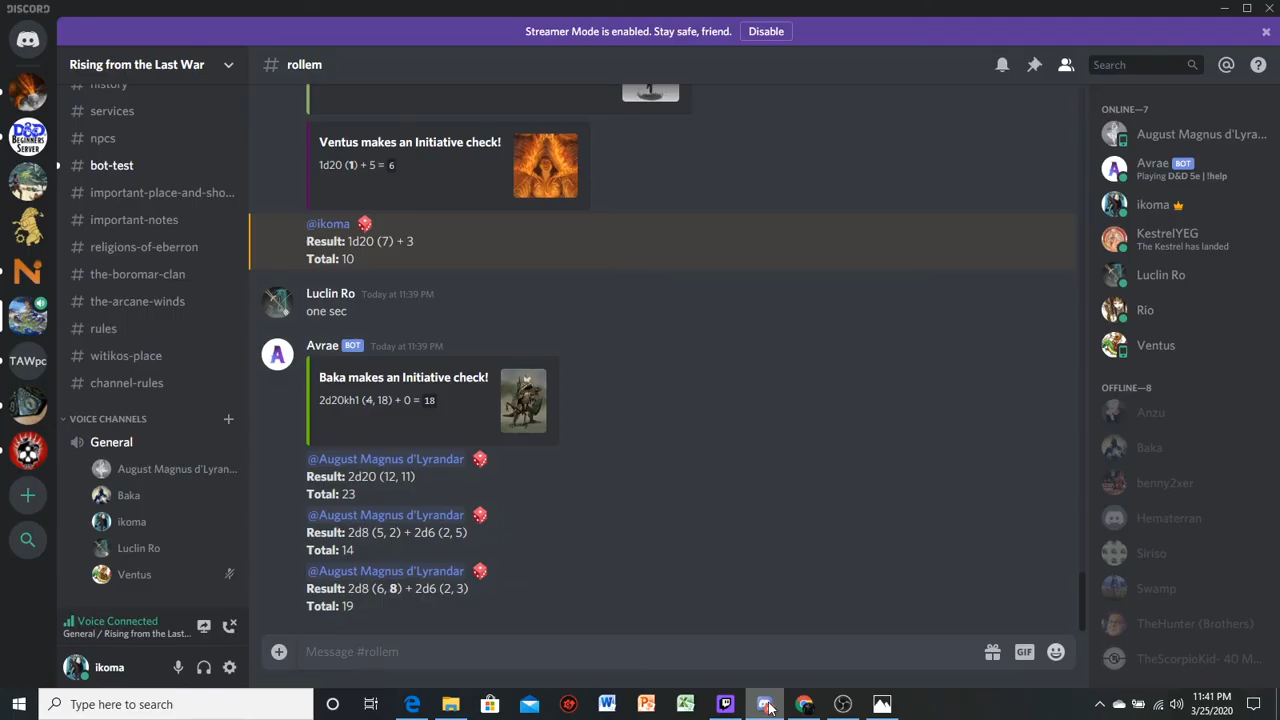 DISCORD
Streamer Mode is enabled. Stay safe, friend. Disable
Rising from the Last War
# rollem
Search
history
# services
# npcs
# bot-test
# important-place-and-sho...
# important-notes
# religions-of-eberron
# the-boromar-clan
# the-arcane-winds
# rules
# witikos-place
# channel-rules
VOICE CHANNELS
General
August Magnus d'Lyran...
Baka
ikoma
Luclin Ro
Ventus
Voice Connected
General / Rising from the Last...
ikoma
D&D
BEGINNERS
SERVER
TAWpc
Ventus makes an Initiative check!
1d20 (1) + 5 = 6
@ikoma
Result: 1d20 (7) + 3
Total: 10
Luclin Ro Today at 11:39 PM
one sec
Avrae BOT Today at 11:39 PM
Baka makes an Initiative check!
2d20kh1 (4, 18) + 0 = 18
@August Magnus d'Lyrandar
Result: 2d20 (12, 11)
Total: 23
@August Magnus d'Lyrandar
Result: 2d8 (5, 2) + 2d6 (2, 5)
Total: 14
@August Magnus d'Lyrandar
Result: 2d8 (6, 8) + 2d6 (2, 3)
Total: 19
Message #rollem
GIF
ONLINE—7
August Magnus d'Lyra...
Avrae BOT
Playing D&D 5e | !help
ikoma
KestrelYEG
The Kestrel has landed
Luclin Ro
Rio
Ventus
OFFLINE—8
Anzu
Baka
benny2xer
Hematerran
Siriso
Swamp
TheHunter (Brothers)
TheScorpioKid- 40 M...
Type here to search
11:41 PM
3/25/2020